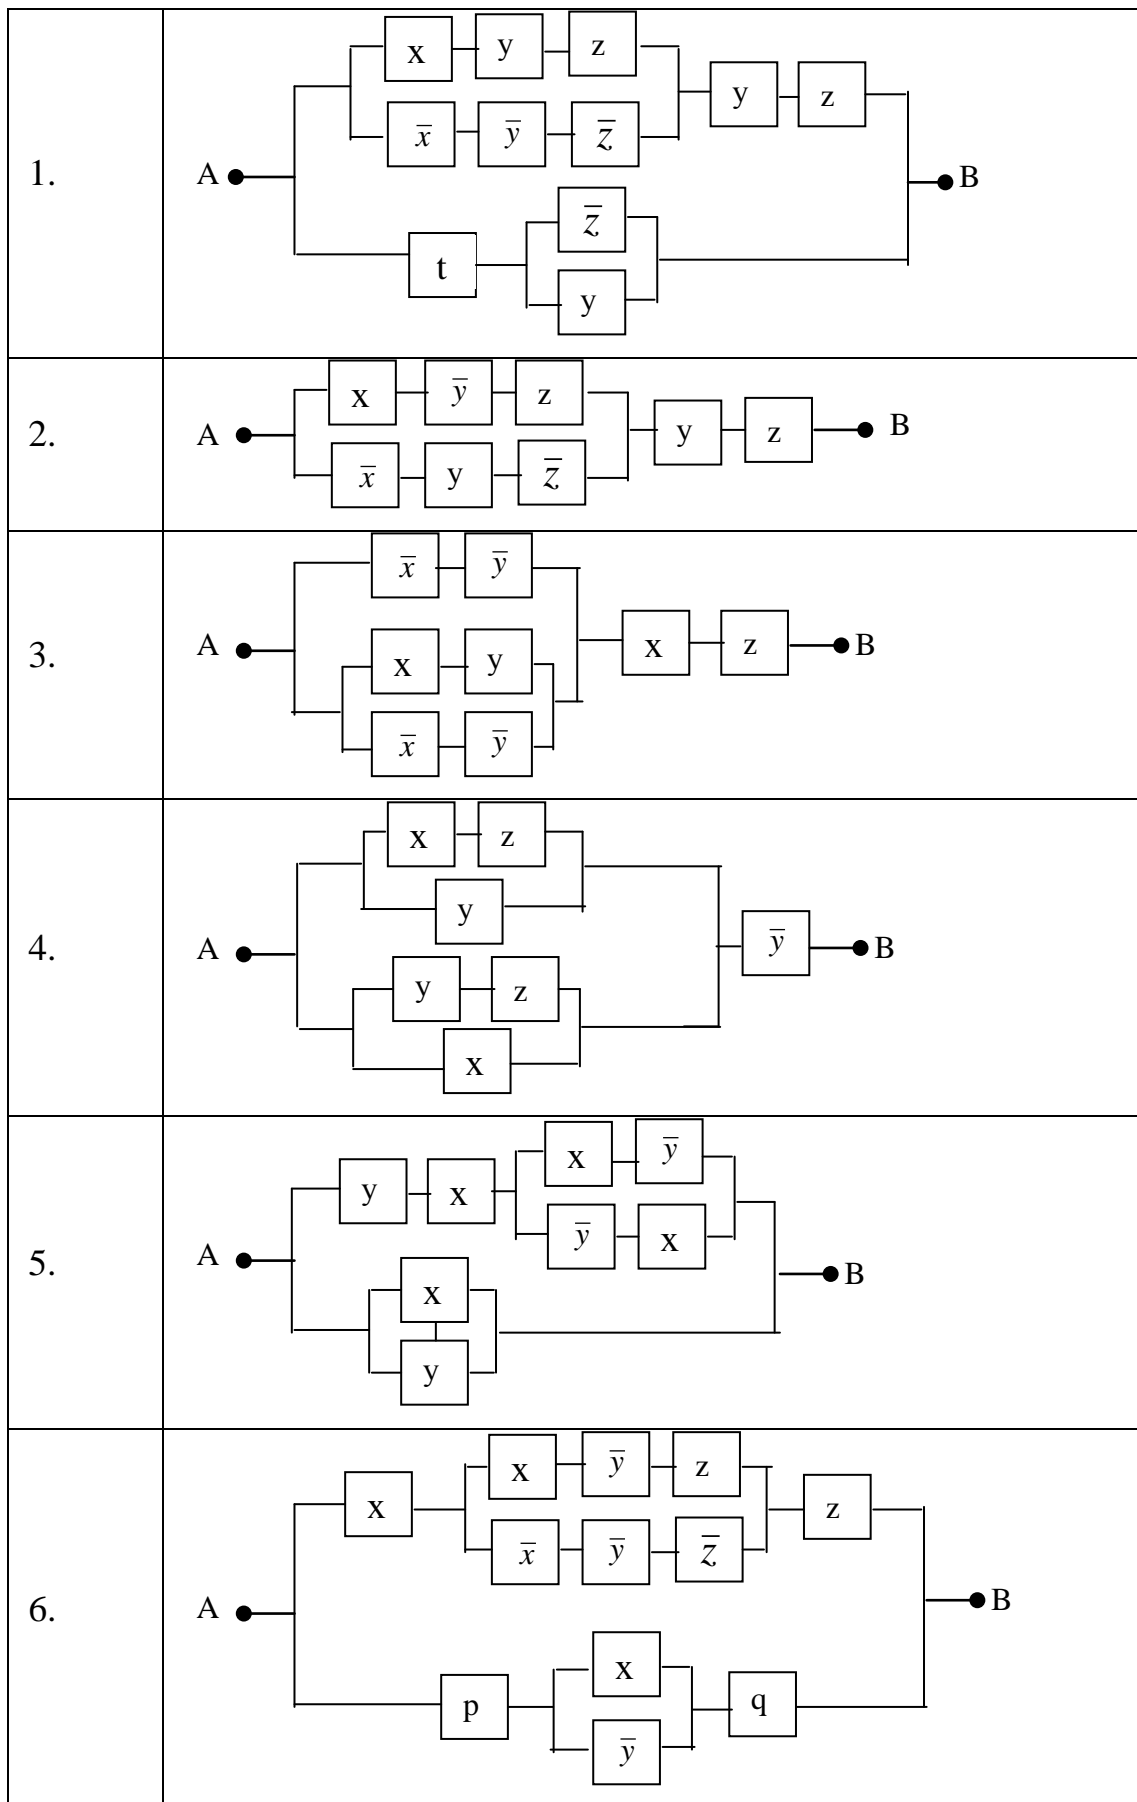 1.
x y z
x̄ ȳ z̄
y z
A
B
t
z̄
y
2.
x ȳ z
x̄ y z̄
A
y z
B
3.
x̄ ȳ
A
x y
x̄ ȳ
x z
B
4.
x z
y
A
y z
x
ȳ
B
5.
y x
x ȳ
ȳ x
A
x
y
B
6.
x
x ȳ z
x̄ ȳ z̄
z
A
B
p
x
ȳ
q